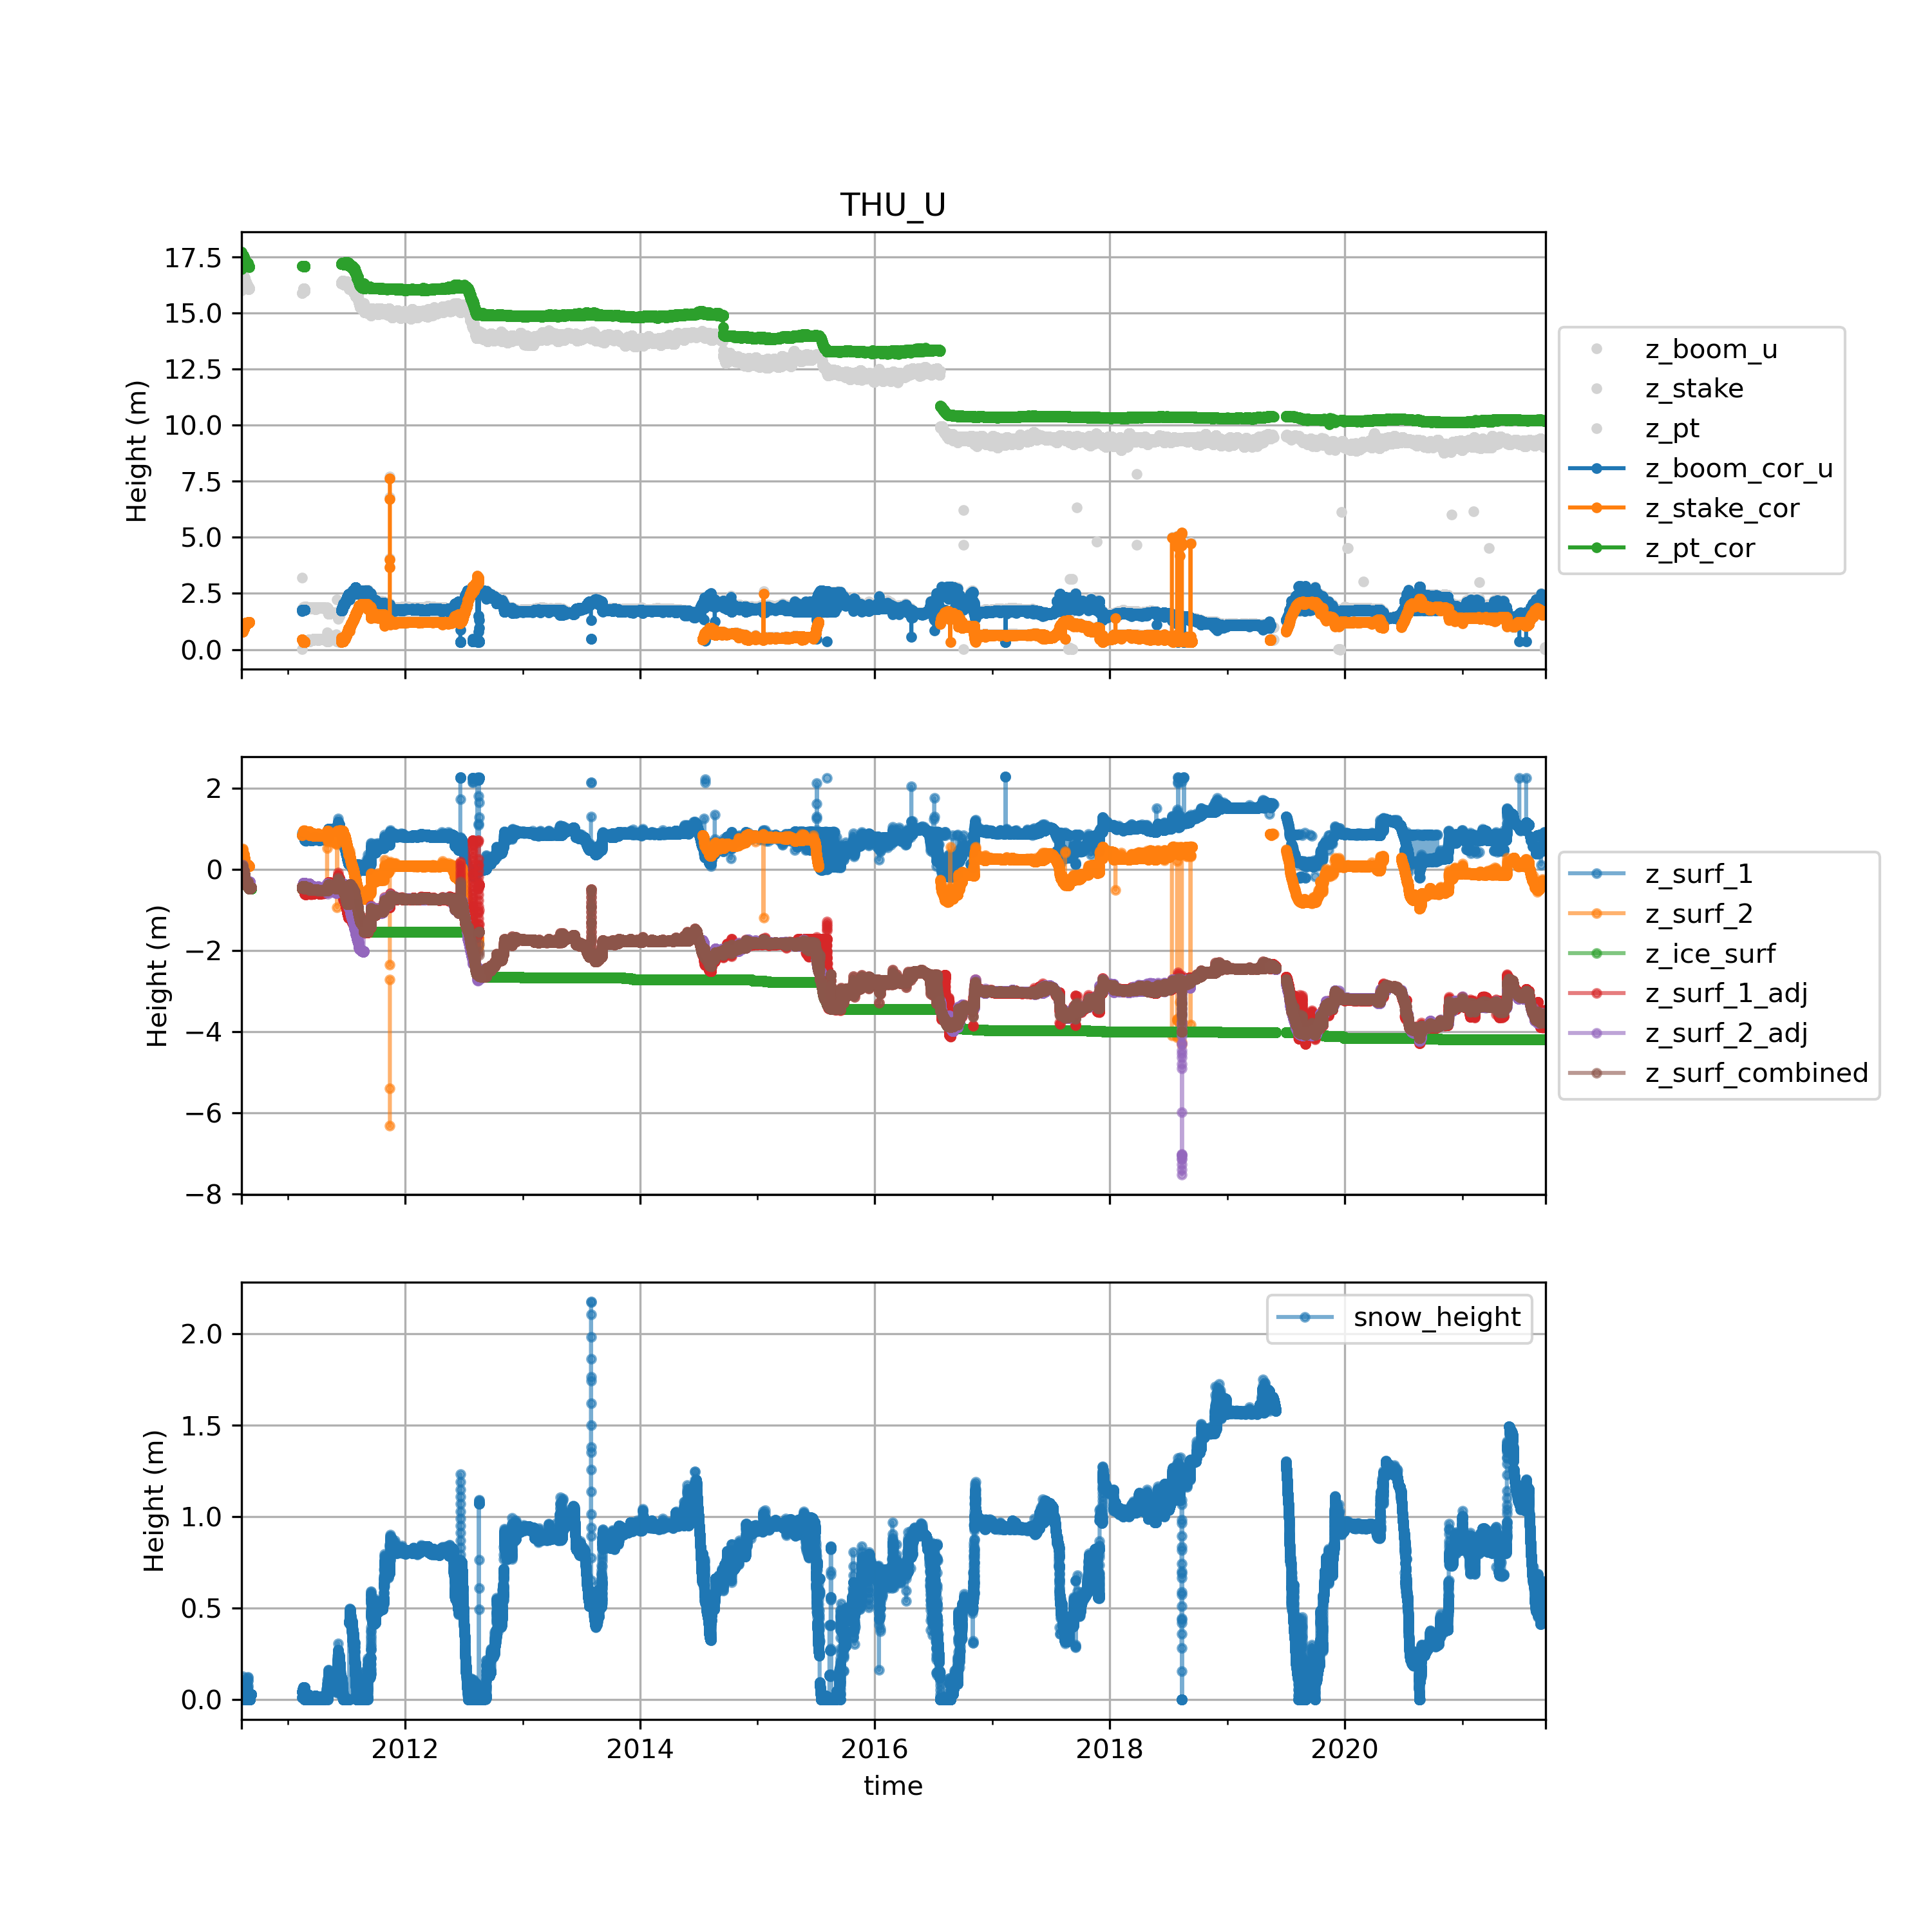 THU_U
Height (m)
17.5
15.0
12.5
10.0
7.5
5.0
2.5
0.0
z_boom_u
z_stake
z_pt
z_boom_cor_u
z_stake_cor
z_pt_cor
Height (m)
2
0
−2
−4
−6
−8
z_surf_1
z_surf_2
z_ice_surf
z_surf_1_adj
z_surf_2_adj
z_surf_combined
Height (m)
2.0
1.5
1.0
0.5
0.0
snow_height
2012 2014 2016 2018 2020
time